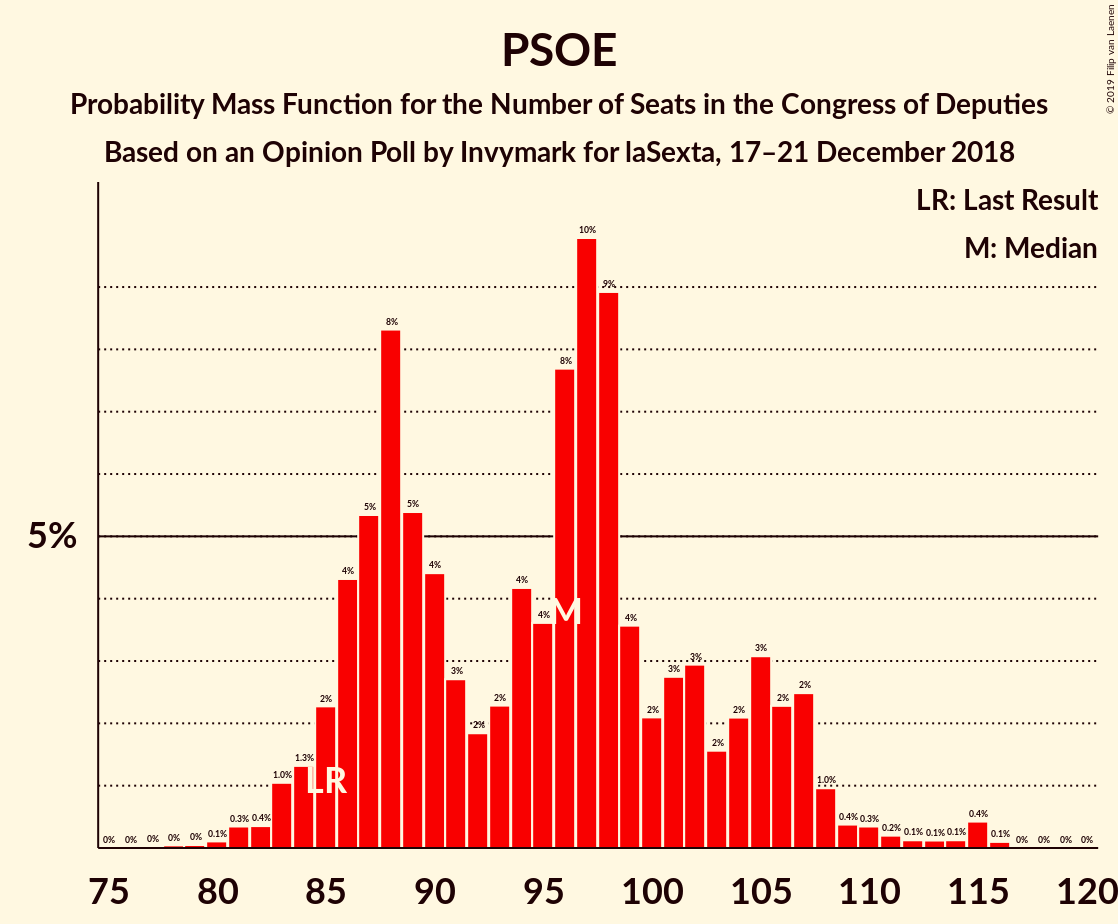 PSOE
Probability Mass Function for the Number of Seats in the Congress of Deputies
Based on an Opinion Poll by Invymark for laSexta, 17–21 December 2018
© 2019 Filip van Laenen
LR: Last Result
M: Median
5%
0% 0% 0% 0% 0% 0.1% 0.3% 0.4% 1.0% 1.3% 2% 4% 5% 8% 5% 4% 3% 2% 2% 4% 4% 8% 10% 9% 4% 2% 3% 3% 2% 2% 3% 2% 2% 1.0% 0.4% 0.3% 0.2% 0.1% 0.1% 0.1% 0.4% 0.1% 0% 0% 0% 0%
M
LR
75 80 85 90 95 100 105 110 115 120